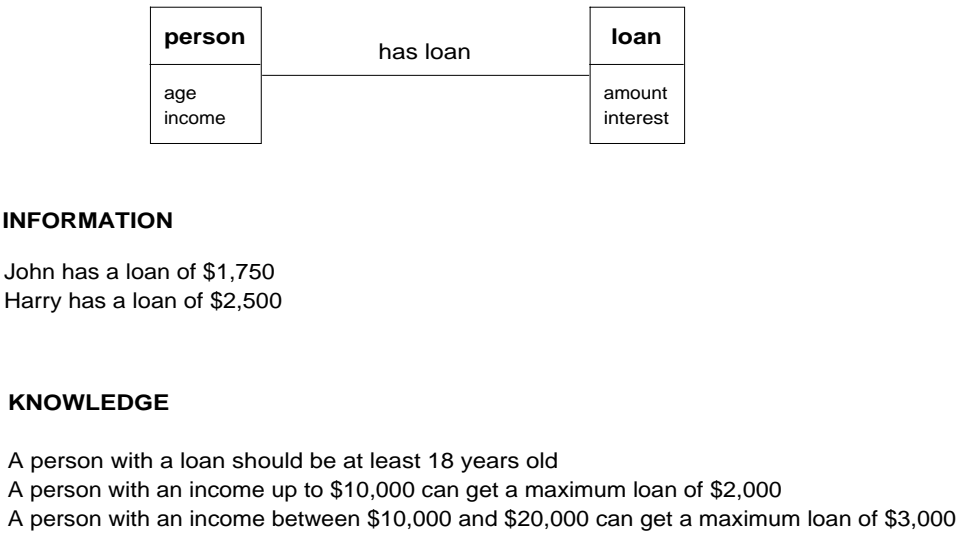 person
has loan
loan
age
income
amount
interest
INFORMATION
John has a loan of $1,750
Harry has a loan of $2,500
KNOWLEDGE
A person with a loan should be at least 18 years old
A person with an income up to $10,000 can get a maximum loan of $2,000
A person with an income between $10,000 and $20,000 can get a maximum loan of $3,000